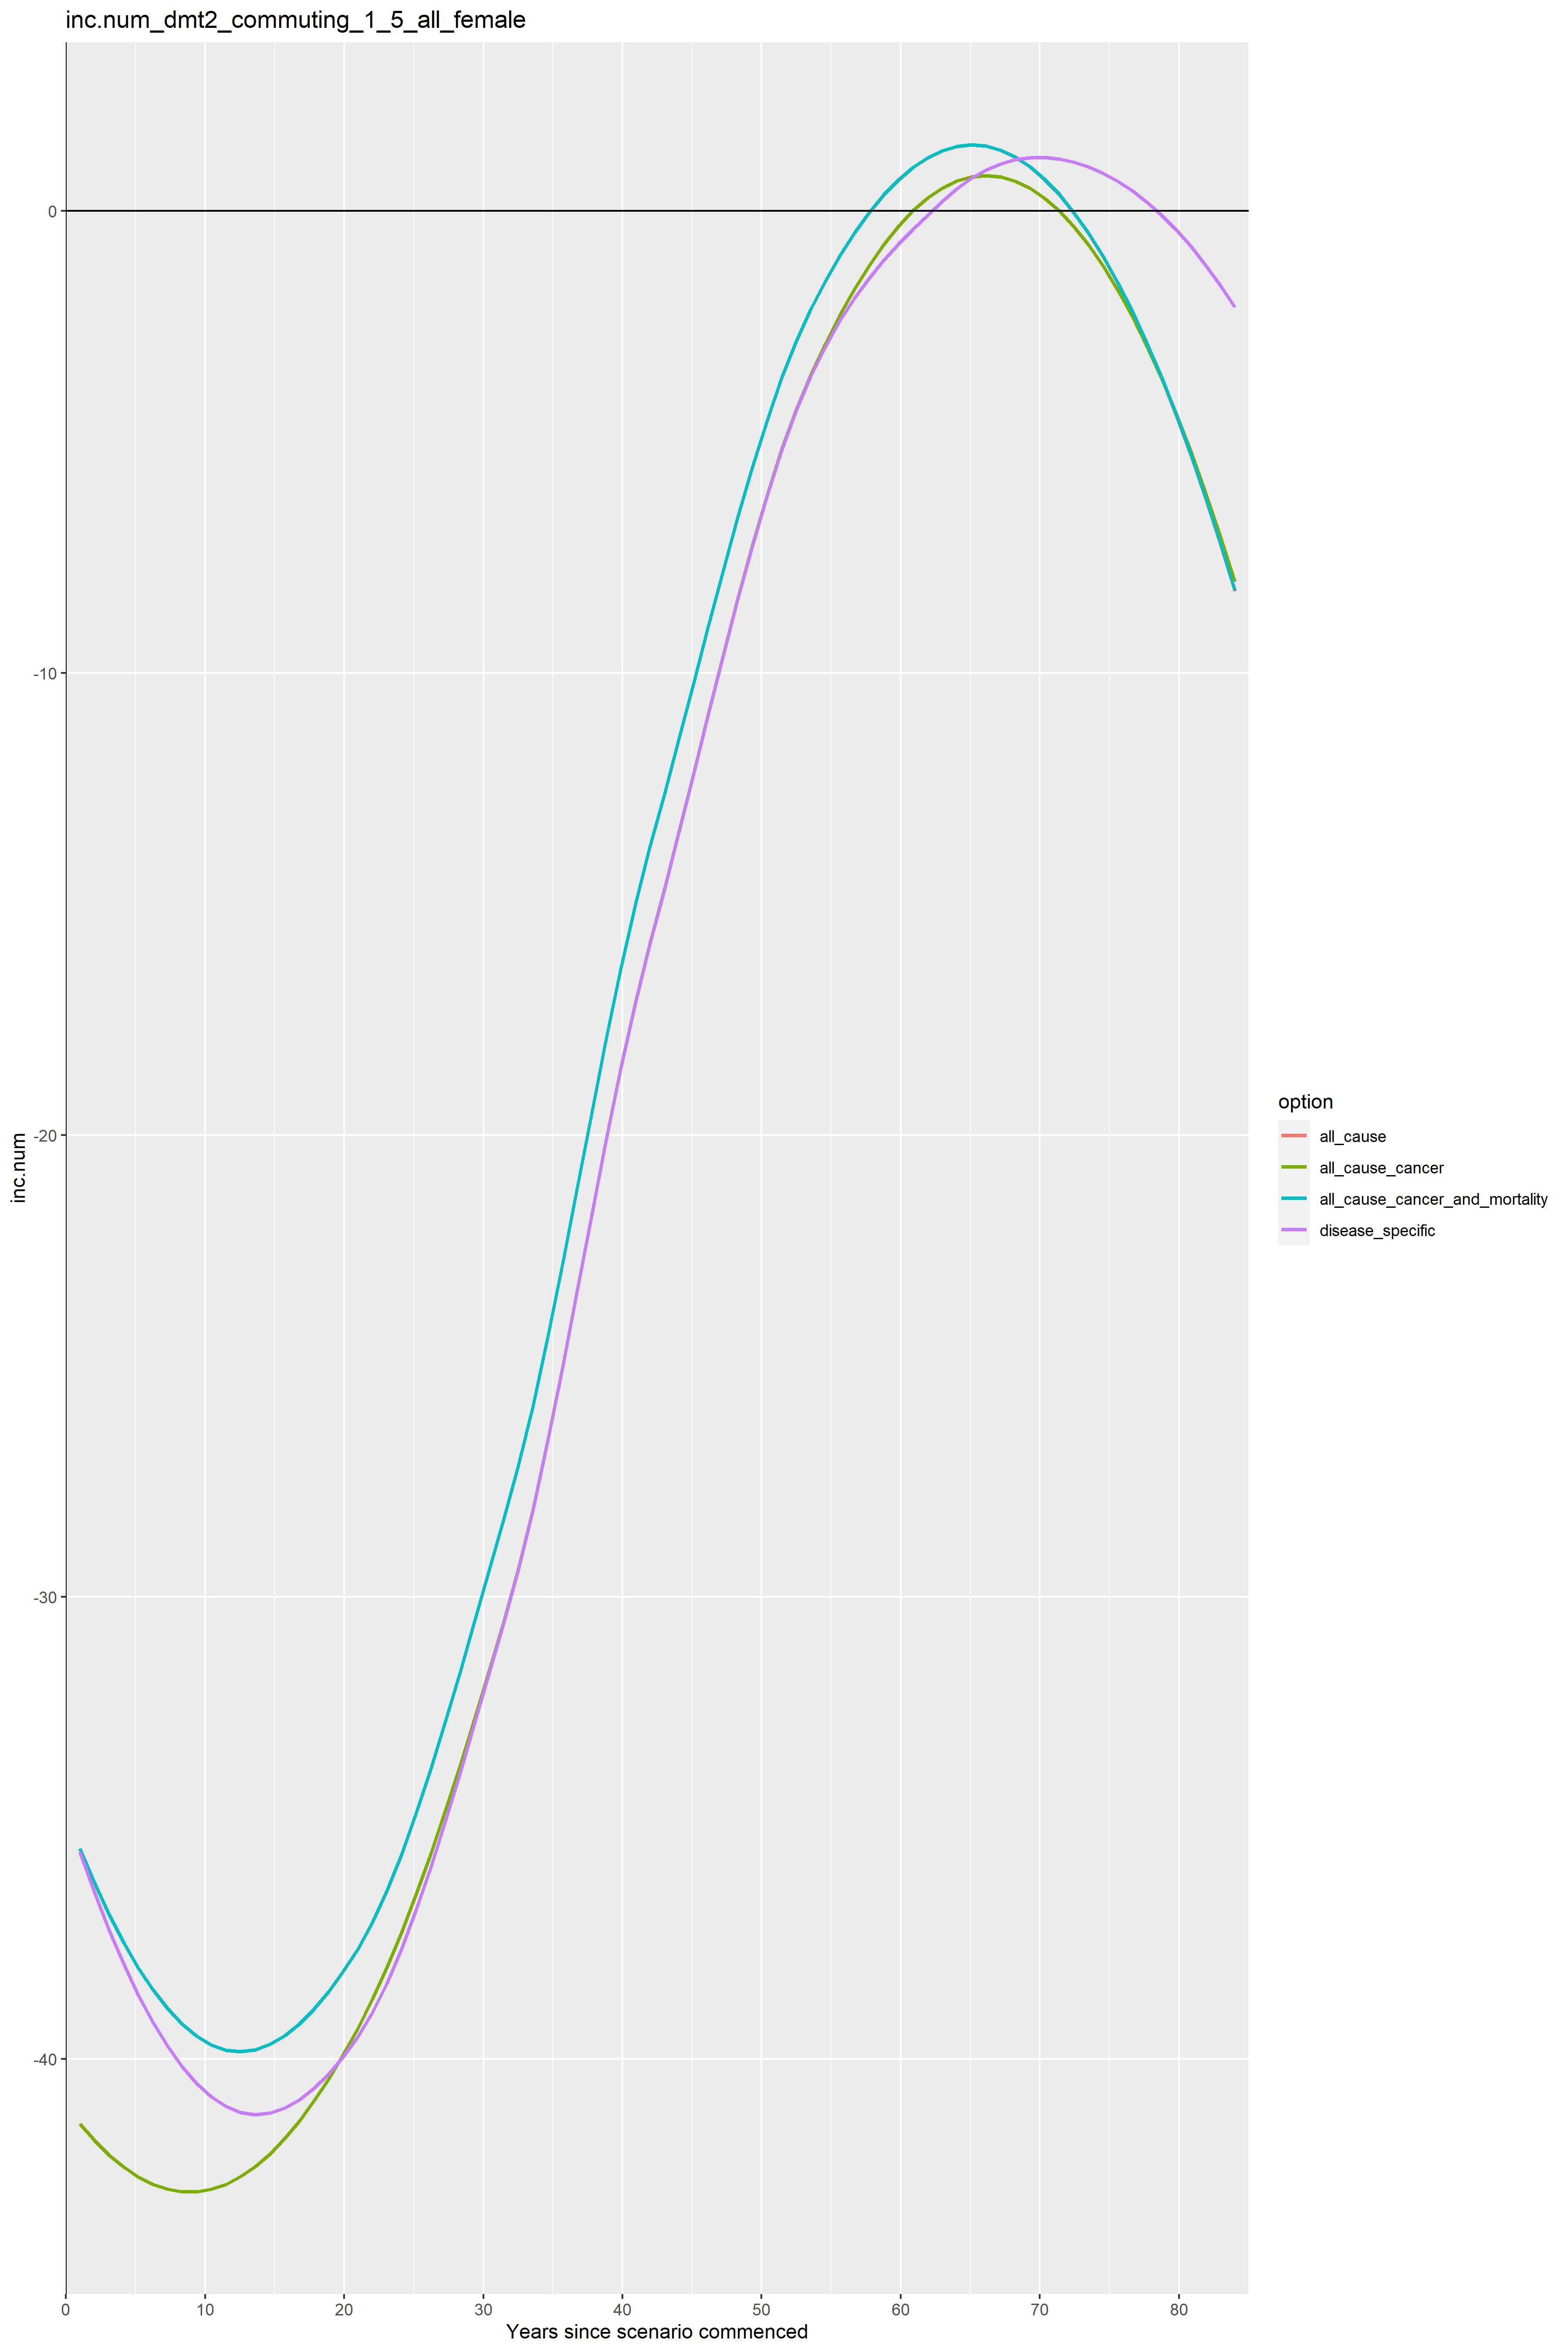 inc.num_dmt2_commuting_1_5_all_female
inc.num
0
-10
-20
-30
-40
0 10 20 30 40 50 60 70 80
Years since scenario commenced
option
all_cause
all_cause_cancer
all_cause_cancer_and_mortality
disease_specific